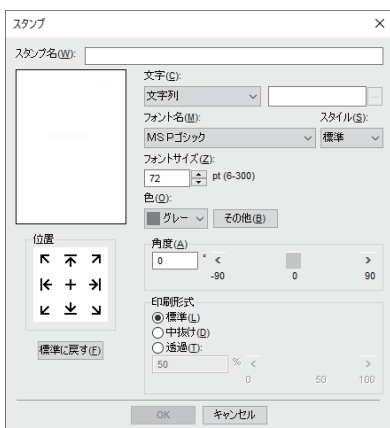 スタンプ
スタンプ名(W):
文字(C):
文字列
...
フォント名(M):
スタイル(S):
MS Pゴシック
標準
フォントサイズ(Z):
72
pt (6-300)
色(O):
グレー
その他(B)
位置
角度(A)
0
°
<
>
-90
0
90
標準に戻す(F)
印刷形式
標準(L)
中抜け(D)
透過(T):
50
%
<
>
0
50
100
OK
キャンセル